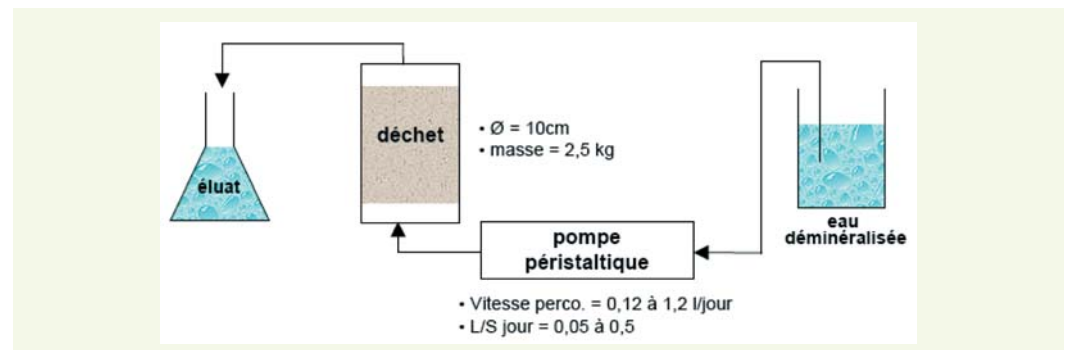 déchet
• Ø = 10cm
• masse = 2,5 kg
éluat
eau
déminéralisée
pompe
péristaltique
• Vitesse perco. = 0,12 à 1,2 l/jour
• L/S jour = 0,05 à 0,5